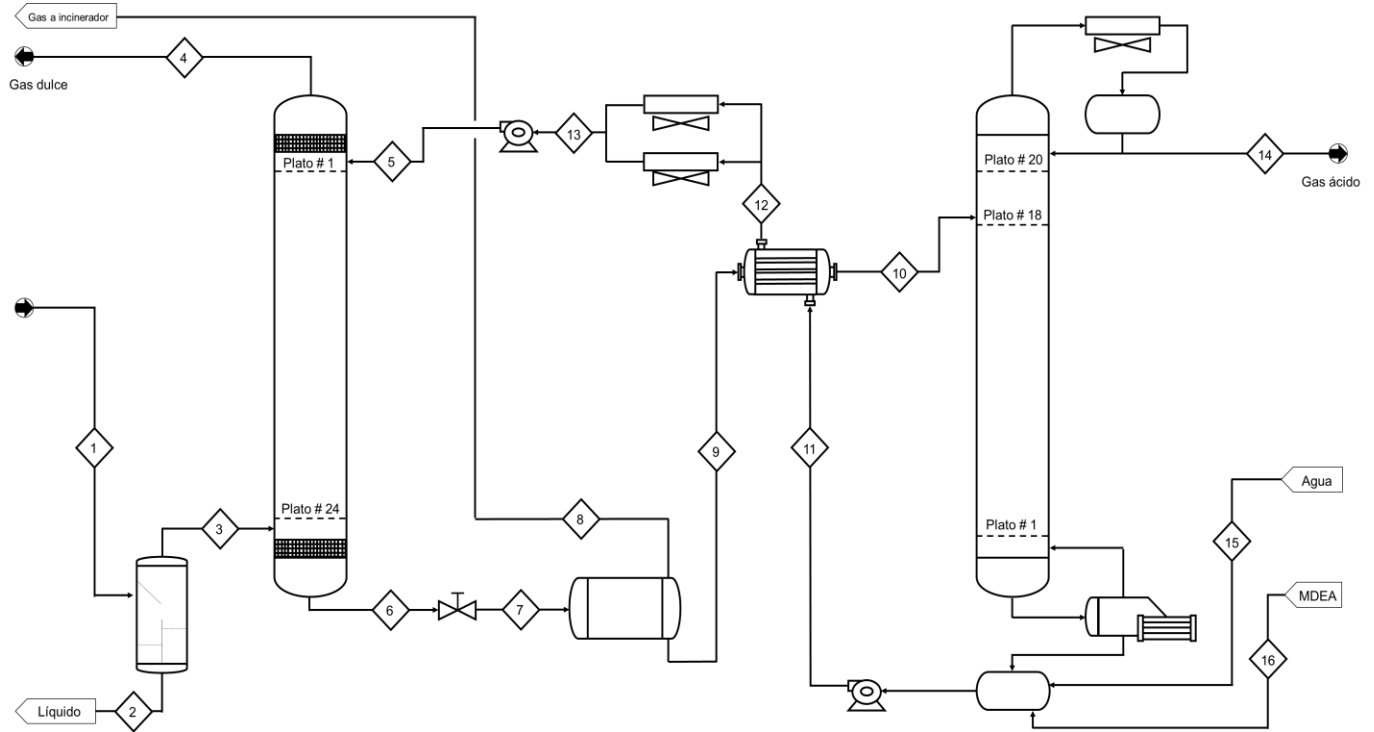 Gas a incinerador
4
Gas dulce
Plato # 1
5
13
12
Plato # 20
14
Gas ácido
Plato # 18
10
1
9
11
Plato # 24
3
8
Agua
Plato # 1
15
6
7
MDEA
16
Líquido
2